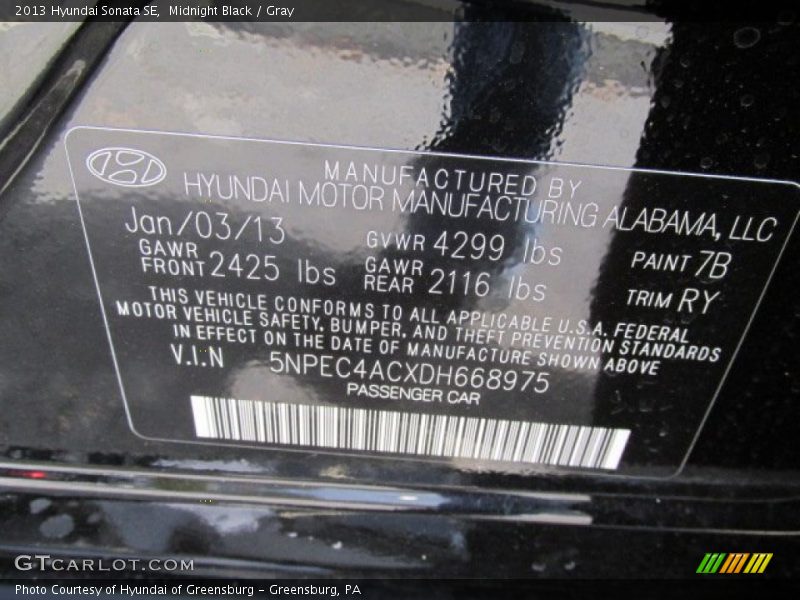 2013 Hyundai Sonata SE, Midnight Black / Gray
MANUFACTURED BY
HYUNDAI MOTOR MANUFACTURING ALABAMA, LLC
Jan/03/13 GVWR 4299 lbs PAINT 7B
GAWR FRONT 2425 lbs GAWR REAR 2116 lbs TRIM RY
THIS VEHICLE CONFORMS TO ALL APPLICABLE U.S.A. FEDERAL
MOTOR VEHICLE SAFETY, BUMPER, AND THEFT PREVENTION STANDARDS
IN EFFECT ON THE DATE OF MANUFACTURE SHOWN ABOVE
V.I.N 5NPEC4ACXDH668975
PASSENGER CAR
GTCARLOT.COM
Photo Courtesy of Hyundai of Greensburg - Greensburg, PA